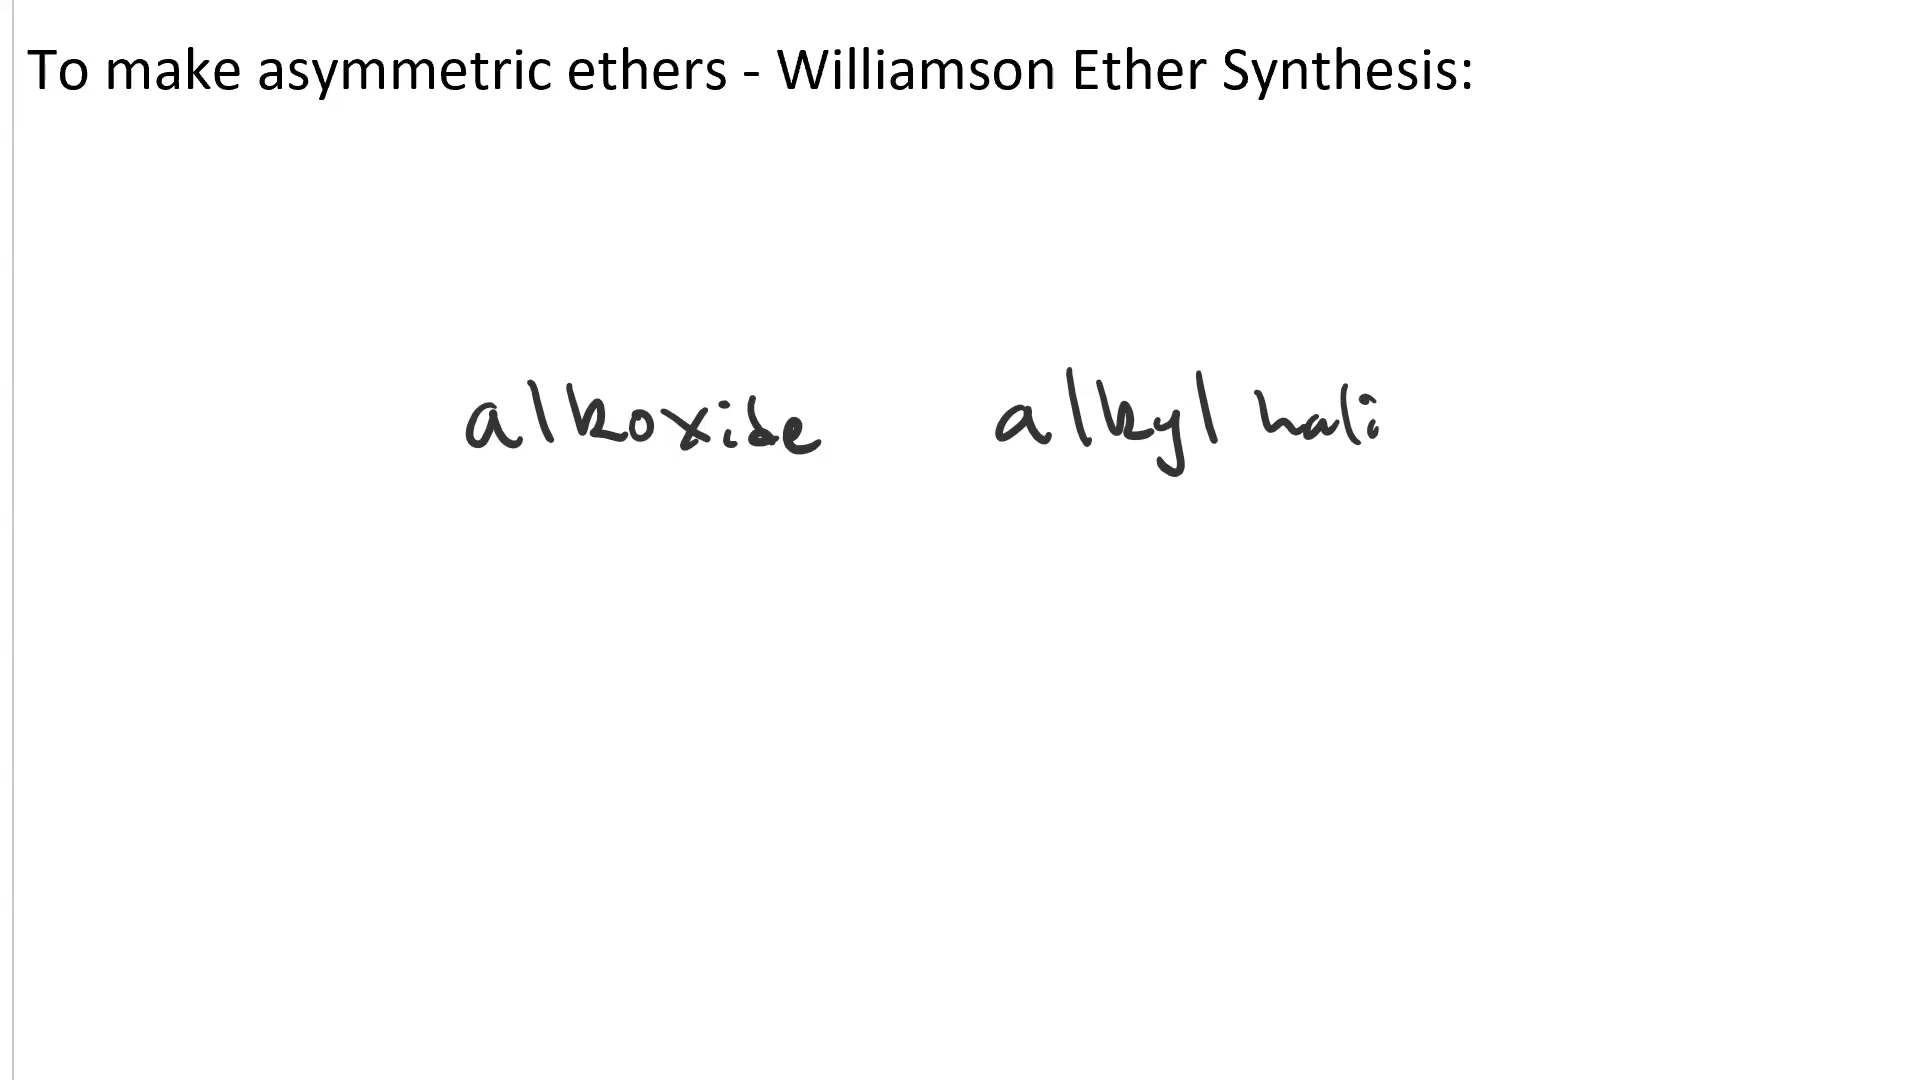 To make asymmetric ethers - Williamson Ether Synthesis:
alkoxide alkyl hali